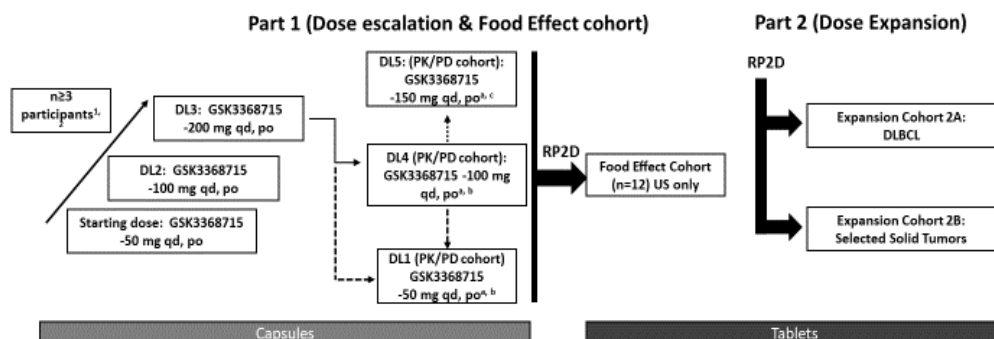 Part 1 (Dose escalation & Food Effect cohort)
Part 2 (Dose Expansion)
n≥3
participants1,
2
DL3: GSK3368715
-200 mg qd, po
DL2: GSK3368715
-100 mg qd, po
Starting dose: GSK3368715
-50 mg qd, po
DL5: (PK/PD cohort):
GSK3368715
-150 mg qd, poa, c
DL4 (PK/PD cohort):
GSK3368715 -100 mg
qd, poa, b
DL1 (PK/PD cohort)
GSK3368715
-50 mg qd, poa, b
RP2D
Food Effect Cohort
(n=12) US only
RP2D
Expansion Cohort 2A:
DLBCL
Expansion Cohort 2B:
Selected Solid Tumors
Capsules
Tablets